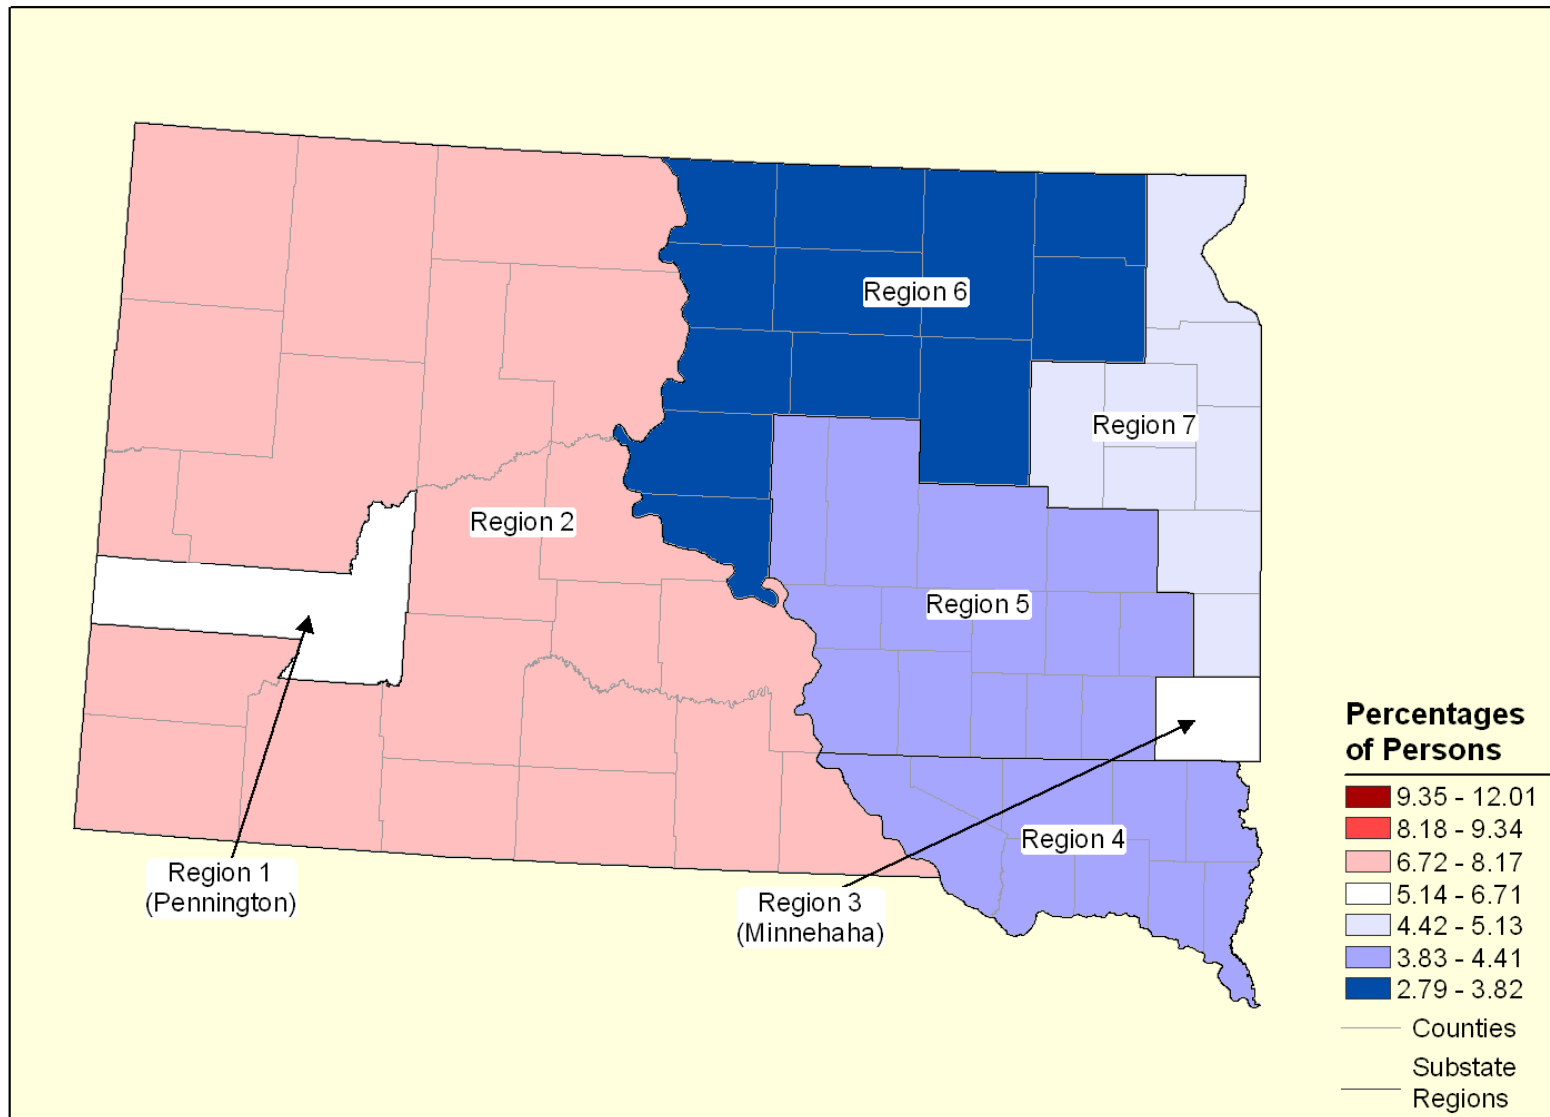 Region 6
Region 7
Region 2
Region 5
Region 4
Region 1
(Pennington)
Region 3
(Minnehaha)
Percentages
of Persons
9.35 - 12.01
8.18 - 9.34
6.72 - 8.17
5.14 - 6.71
4.42 - 5.13
3.83 - 4.41
2.79 - 3.82
Counties
Substate
Regions